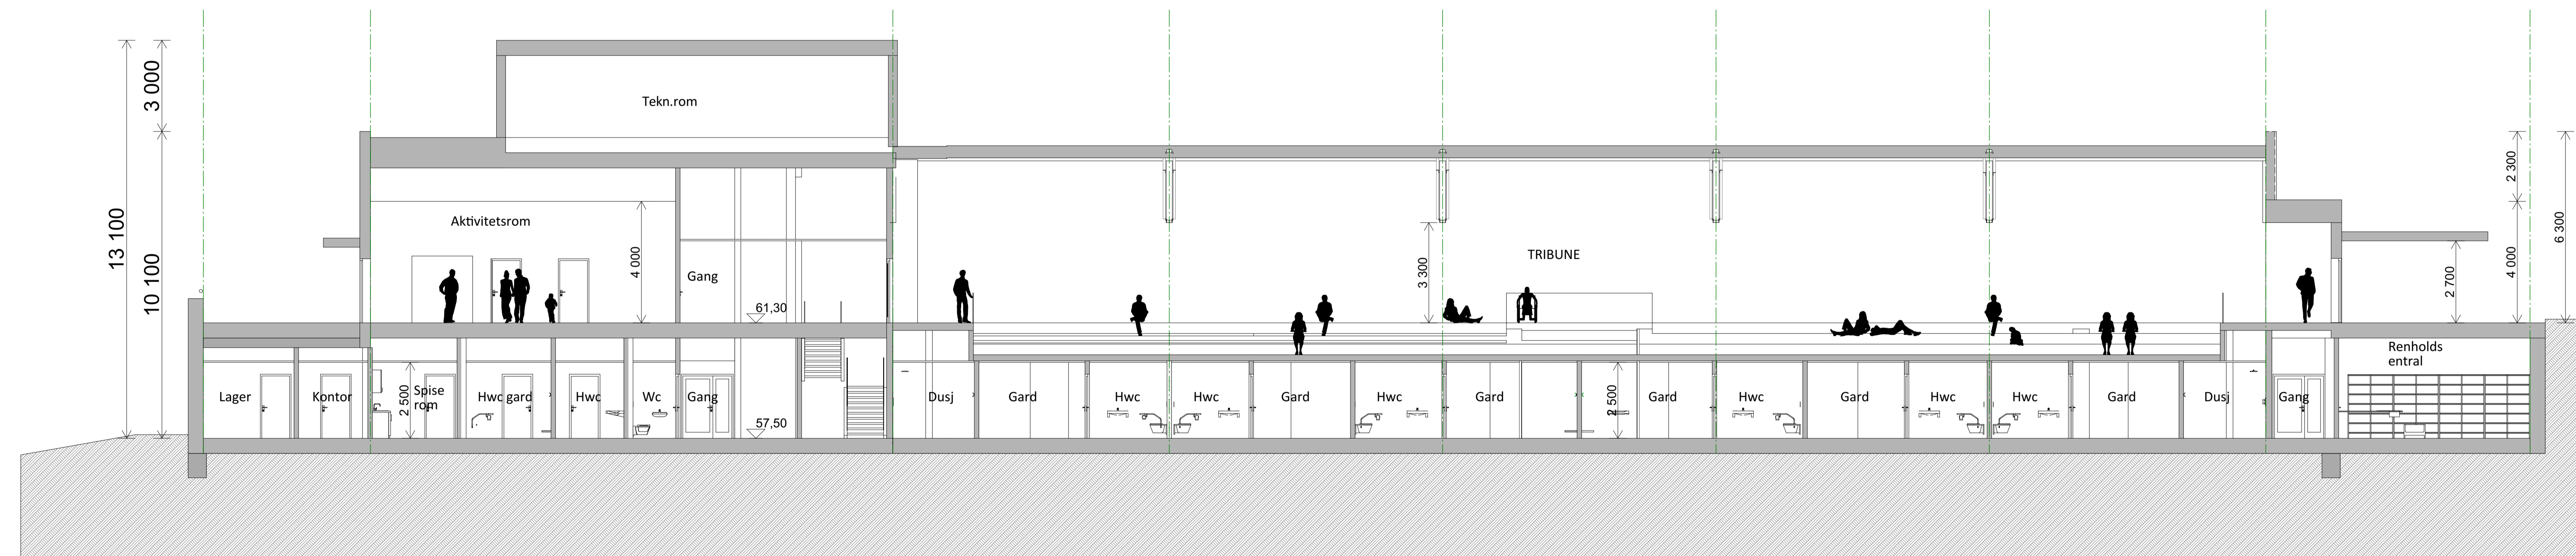 3 000
13 100
10 100
Tekn.rom
Aktivitetsrom
4 000
Gang
61,30
TRIBUNE
3 300
2 300
4 000
6 300
2 700
Lager
Kontor
2 500
Spise
rom
Hwc gard
Hwc
Wc
Gang
57,50
Dusj
Gard
Hwc
Hwc
Gard
Hwc
Gard
2 500
Gard
Hwc
Gard
Hwc
Hwc
Gard
Dusj
Gang
Renholds
entral